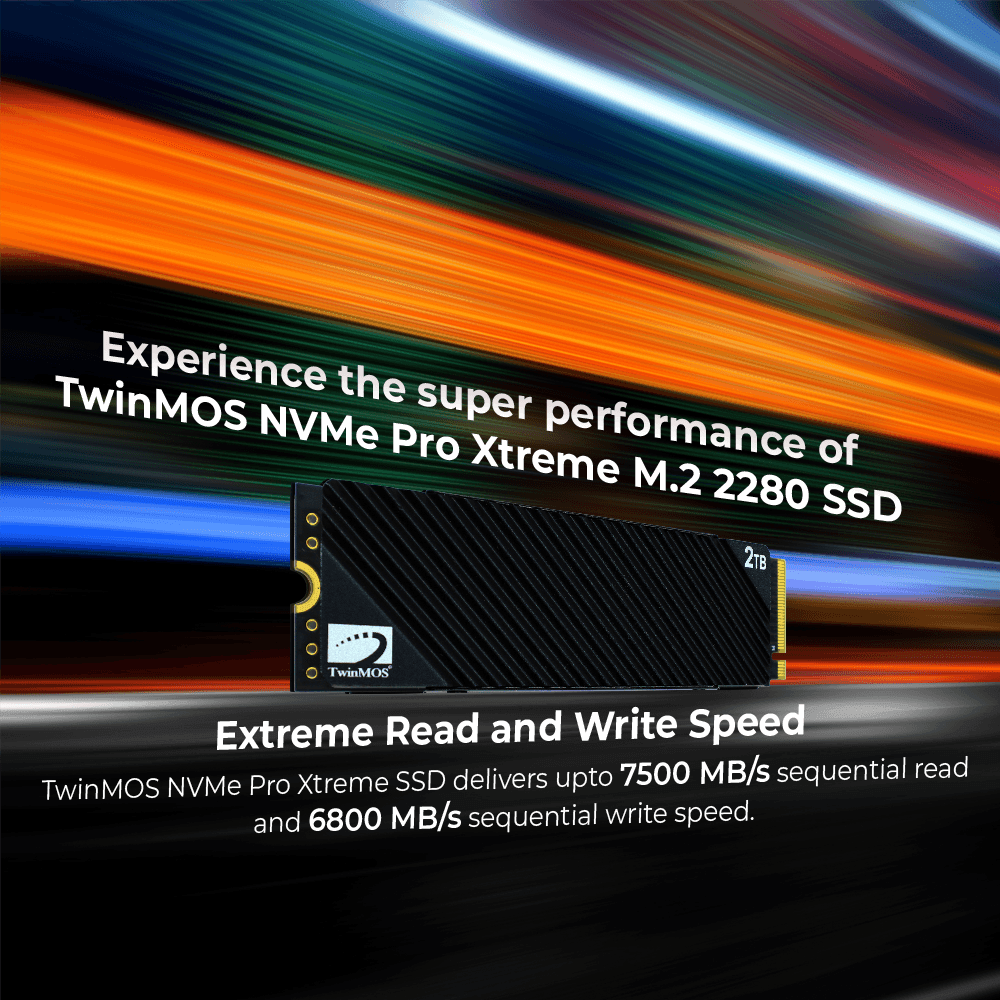 Experience the super performance of
TwinMOS NVMe Pro Xtreme M.2 2280 SSD
2TB
TwinMOS®
Extreme Read and Write Speed
TwinMOS NVMe Pro Xtreme SSD delivers upto 7500 MB/s sequential read
and 6800 MB/s sequential write speed.